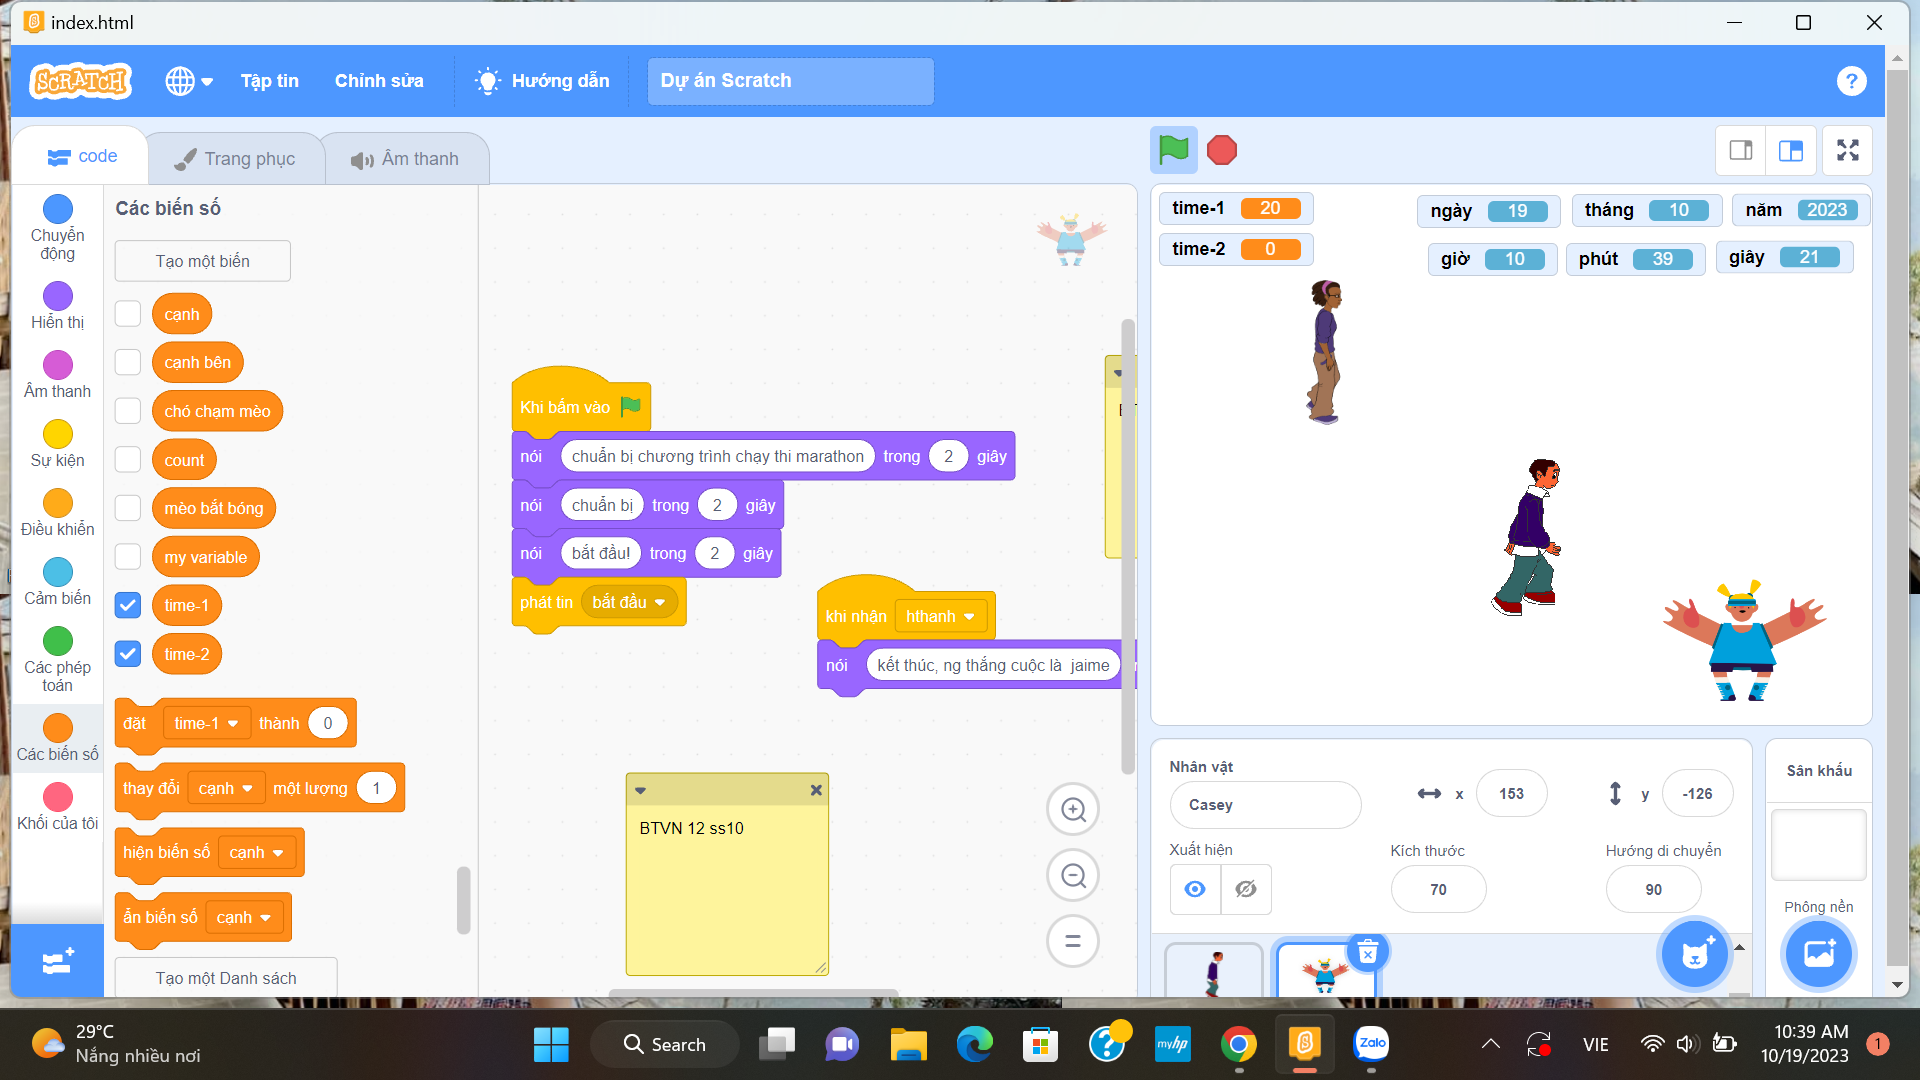 index.html
SCRATCH
Tập tin
Chỉnh sửa
Hướng dẫn
Dự án Scratch
?
code
Trang phục
Âm thanh
Chuyển động
Hiển thị
Âm thanh
Sự kiện
Điều khiển
Cảm biến
Các phép toán
Các biến số
Khối của tôi
Các biến số
Tạo một biến
cạnh
cạnh bên
chó chạm mèo
count
mèo bắt bóng
my variable
time-1
time-2
đặt time-1 thành 0
thay đổi cạnh một lượng 1
hiện biến số cạnh
ẩn biến số cạnh
Tạo một Danh sách
Khi bấm vào
nói chuẩn bị chương trình chạy thi marathon trong 2 giây
nói chuẩn bị trong 2 giây
nói bắt đầu! trong 2 giây
phát tin bắt đầu
khi nhận hthanh
nói kết thúc, ng thắng cuộc là jaime
BTVN 12 ss10
time-1 20
time-2 0
ngày 19
tháng 10
năm 2023
giờ 10
phút 39
giây 21
Nhân vật
Casey
x 153
y -126
Xuất hiện
Kích thước
70
Hướng di chuyển
90
Sân khấu
Phông nền
29°C
Nắng nhiều nơi
Search
myhp
Zalo
VIE
10:39 AM
10/19/2023
1